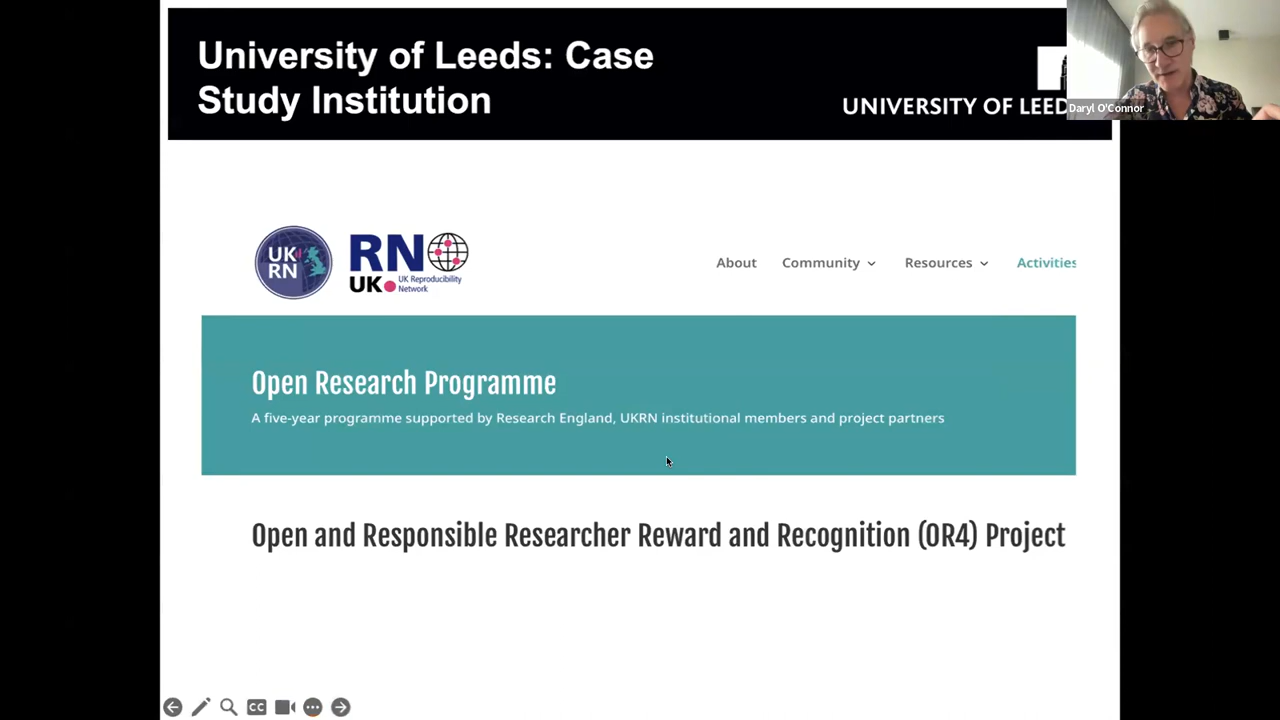 University of Leeds: Case
Study Institution
UNIVERSITY OF LEED
Daryl O'Connor
UK
RN
RN
UK
UK Reproducibility
Network
About
Community
Resources
Activities
Open Research Programme
A five-year programme supported by Research England, UKRN institutional members and project partners
Open and Responsible Researcher Reward and Recognition (OR4) Project
CC